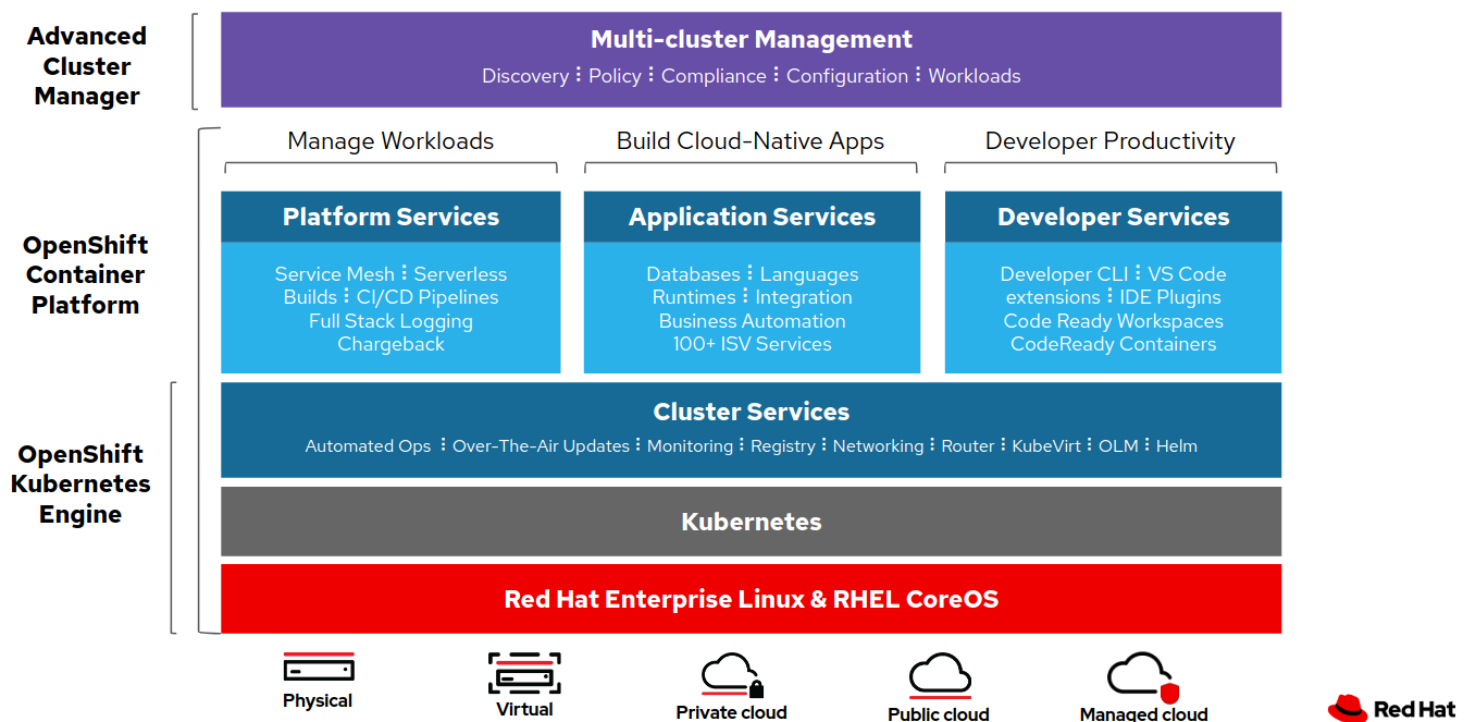 Advanced
Cluster
Manager
Multi-cluster Management
Discovery ⋮ Policy ⋮ Compliance ⋮ Configuration ⋮ Workloads
OpenShift
Container
Platform
Manage Workloads
Build Cloud-Native Apps
Developer Productivity
Platform Services
Service Mesh ⋮ Serverless
Builds ⋮ CI/CD Pipelines
Full Stack Logging
Chargeback
Application Services
Databases ⋮ Languages
Runtimes ⋮ Integration
Business Automation
100+ ISV Services
Developer Services
Developer CLI ⋮ VS Code
extensions ⋮ IDE Plugins
Code Ready Workspaces
CodeReady Containers
OpenShift
Kubernetes
Engine
Cluster Services
Automated Ops ⋮ Over-The-Air Updates ⋮ Monitoring ⋮ Registry ⋮ Networking ⋮ Router ⋮ KubeVirt ⋮ OLM ⋮ Helm
Kubernetes
Red Hat Enterprise Linux & RHEL CoreOS
Physical
Virtual
Private cloud
Public cloud
Managed cloud
Red Hat